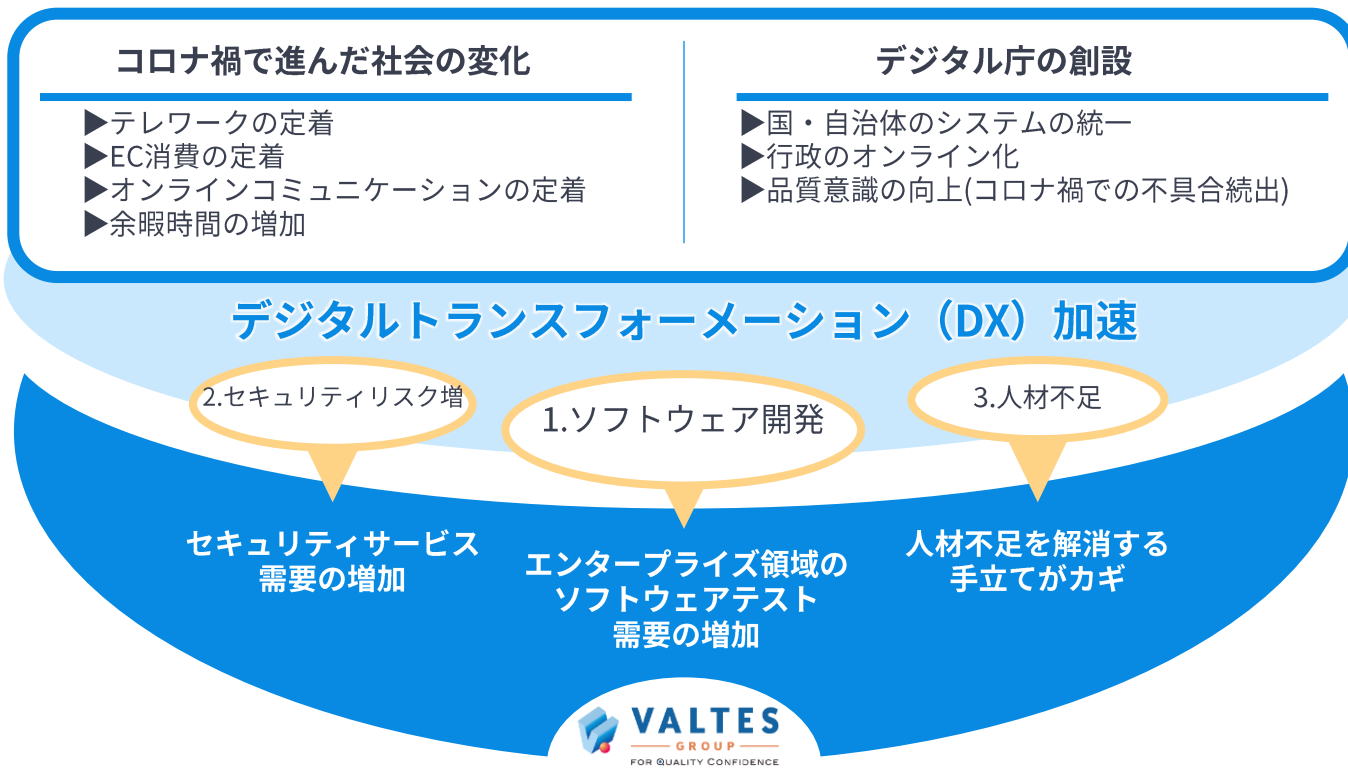 コロナ禍で進んだ社会の変化
▶テレワークの定着
▶EC消費の定着
▶オンラインコミュニケーションの定着
▶余暇時間の増加
デジタル庁の創設
▶国・自治体のシステムの統一
▶行政のオンライン化
▶品質意識の向上(コロナ禍での不具合続出)
デジタルトランスフォーメーション（DX）加速
2.セキュリティリスク増
1.ソフトウェア開発
3.人材不足
セキュリティサービス
需要の増加
エンタープライズ領域の
ソフトウェアテスト
需要の増加
人材不足を解消する
手立てがカギ
VALTES
GROUP
FOR QUALITY CONFIDENCE